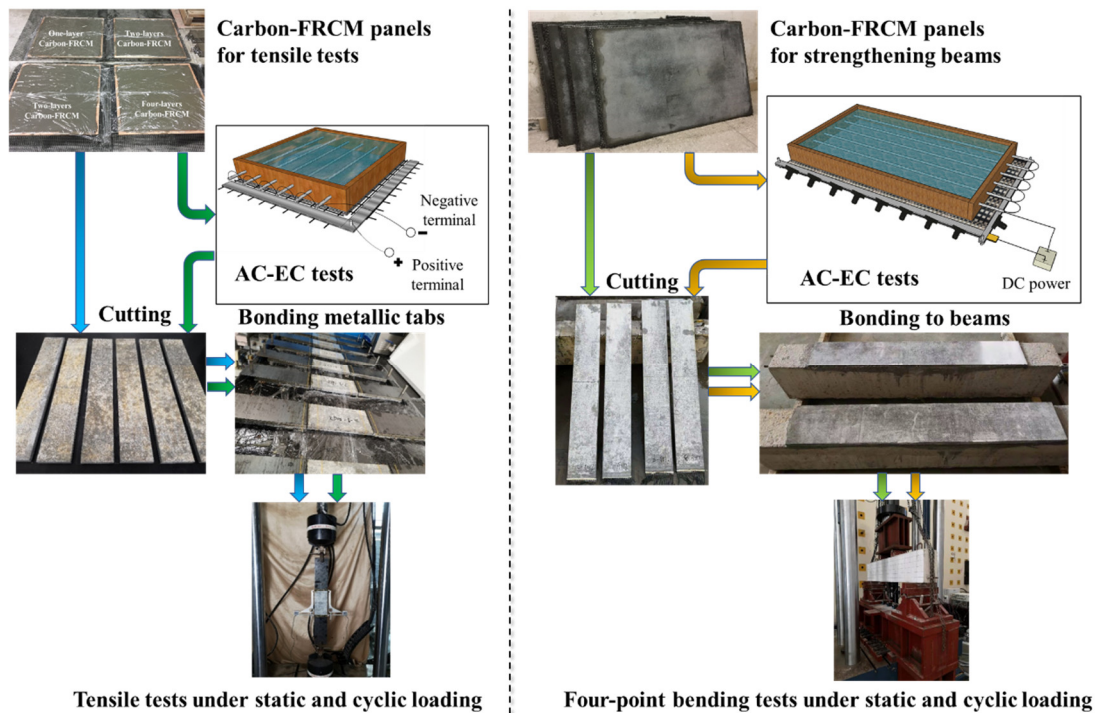 Carbon-FRCM panels
for tensile tests
One-layer
Carbon-FRCM
Two-layers
Carbon-FRCM
Two-layers
Carbon-FRCM
Four-layers
Carbon-FRCM
Negative
terminal
Positive
terminal
AC-EC tests
Cutting
Bonding metallic tabs
Tensile tests under static and cyclic loading
Carbon-FRCM panels
for strengthening beams
AC-EC tests
DC power
Cutting
Bonding to beams
Four-point bending tests under static and cyclic loading